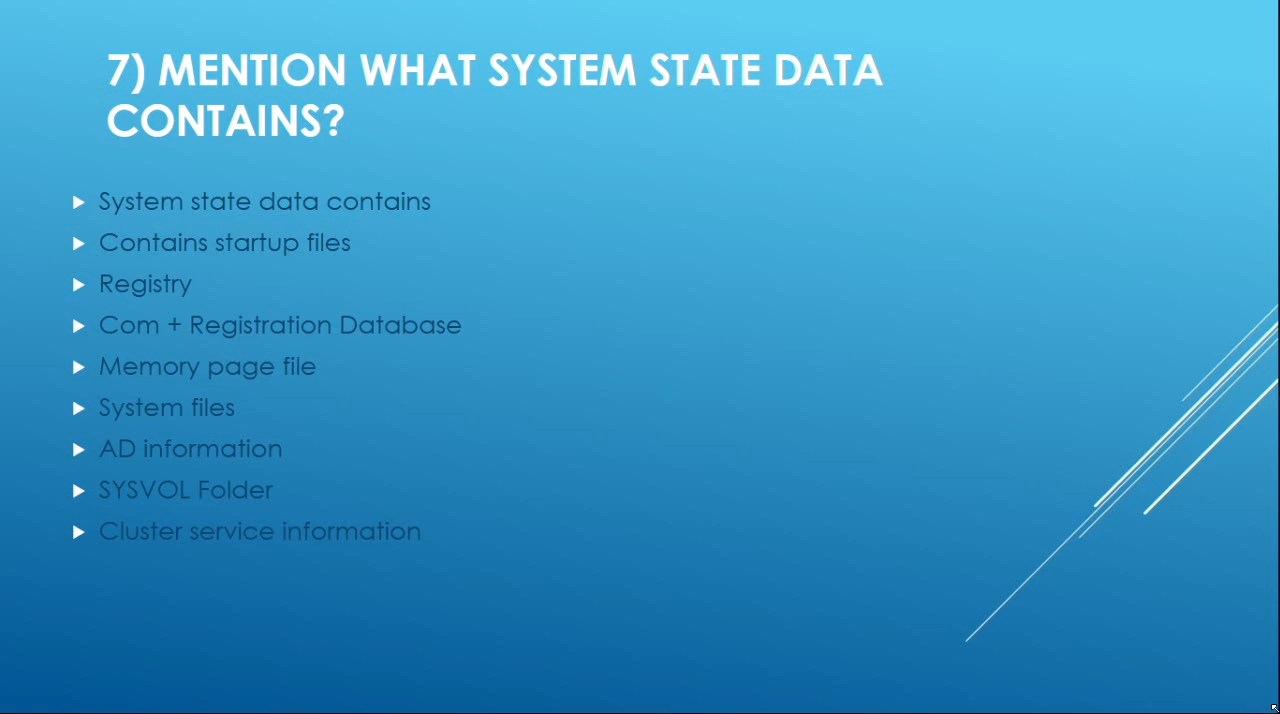 7) MENTION WHAT SYSTEM STATE DATA
CONTAINS?
System state data contains
Contains startup files
Registry
Com + Registration Database
Memory page file
System files
AD information
SYSVOL Folder
Cluster service information